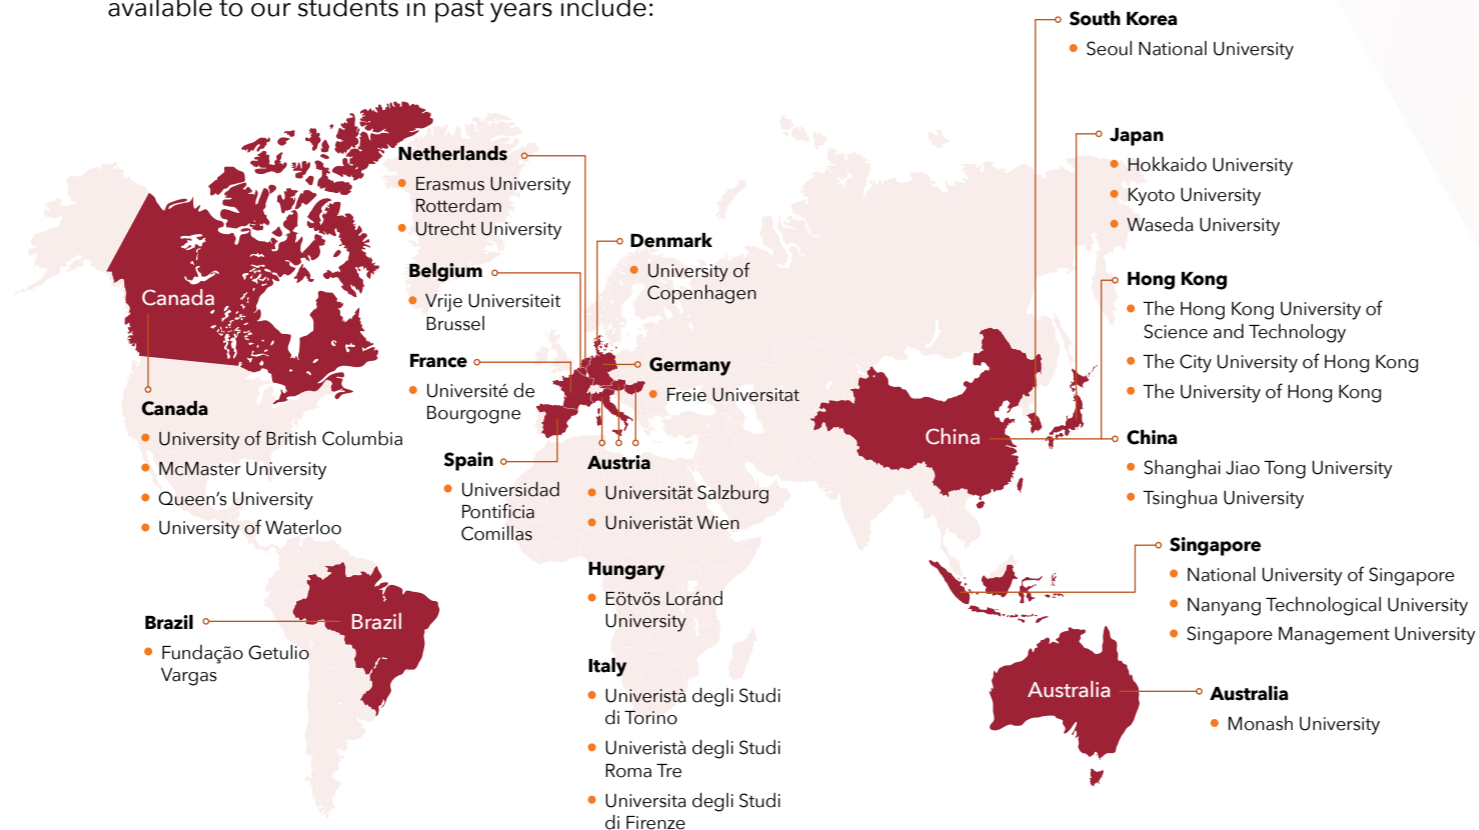 available to our students in past years include:
South Korea
Seoul National University
Japan
Hokkaido University
Kyoto University
Waseda University
Netherlands
Erasmus University
Rotterdam
Utrecht University
Denmark
University of
Copenhagen
Belgium
Vrije Universiteit
Brussel
Hong Kong
The Hong Kong University of
Science and Technology
The City University of Hong Kong
The University of Hong Kong
Canada
France
Université de
Bourgogne
Germany
Freie Universitat
Canada
University of British Columbia
McMaster University
Queen's University
University of Waterloo
Spain
Universidad
Pontificia
Comillas
Austria
Universität Salzburg
Univeristät Wien
China
China
Shanghai Jiao Tong University
Tsinghua University
Singapore
National University of Singapore
Nanyang Technological University
Singapore Management University
Hungary
Eötvös Loránd
University
Brazil
Fundação Getulio
Vargas
Brazil
Italy
Univeristà degli Studi
di Torino
Univeristà degli Studi
Roma Tre
Universita degli Studi
di Firenze
Australia
Australia
Monash University